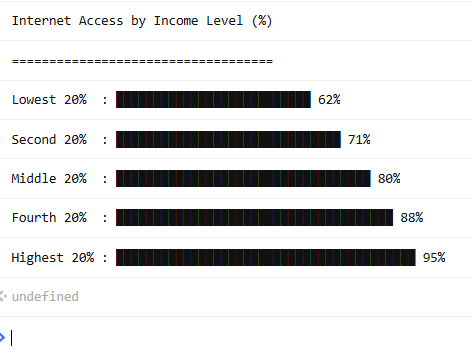 Internet Access by Income Level (%)
===================================
Lowest 20%  : ██████████████████████████ 62%
Second 20%  : ██████████████████████████████ 71%
Middle 20%  : ██████████████████████████████████ 80%
Fourth 20%  : █████████████████████████████████████ 88%
Highest 20% : ████████████████████████████████████████ 95%
undefined